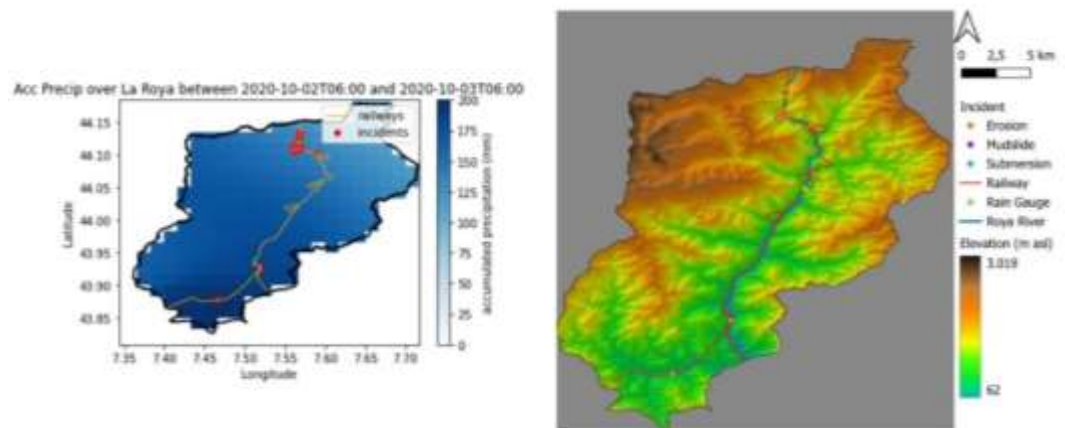 Acc Precip over La Roya between 2020-10-02T06:00 and 2020-10-03T06:00
railways
incidents
44.15
44.10
44.05
44.00
43.95
43.90
43.85
Latitude
7.35 7.40 7.45 7.50 7.55 7.60 7.65 7.70
Longitude
200
175
150
125
100
75
50
25
0
accumulated precipitation (mm)
0 2,5 5 km
Incident
Erosion
Mudslide
Submersion
Railway
Rain Gauge
Roya River
Elevation (m asl)
3.019
62